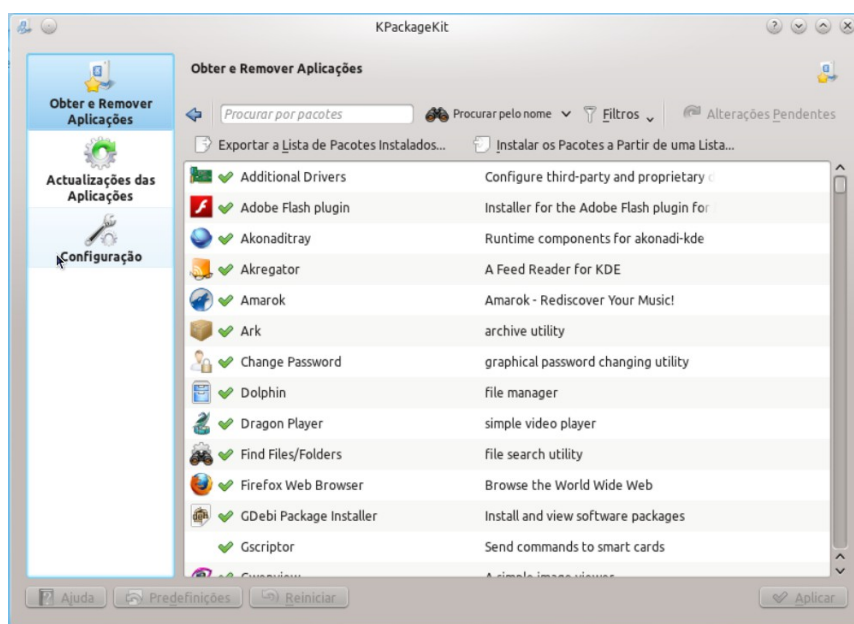 KPackageKit
Obter e Remover
Aplicações
Actualizações das
Aplicações
Configuração
Obter e Remover Aplicações
Procurar por pacotes
Procurar pelo nome
Filtros
Alterações Pendentes
Exportar a Lista de Pacotes Instalados...
Instalar os Pacotes a Partir de uma Lista...
Additional Drivers Configure third-party and proprietary
Adobe Flash plugin Installer for the Adobe Flash plugin for
Akonaditray Runtime components for akonadi-kde
Akregator A Feed Reader for KDE
Amarok Amarok - Rediscover Your Music!
Ark archive utility
Change Password graphical password changing utility
Dolphin file manager
Dragon Player simple video player
Find Files/Folders file search utility
Firefox Web Browser Browse the World Wide Web
GDebi Package Installer Install and view software packages
Gscriptor Send commands to smart cards
Gwenview A simple image viewer
Ajuda Predefinições Reiniciar Aplicar